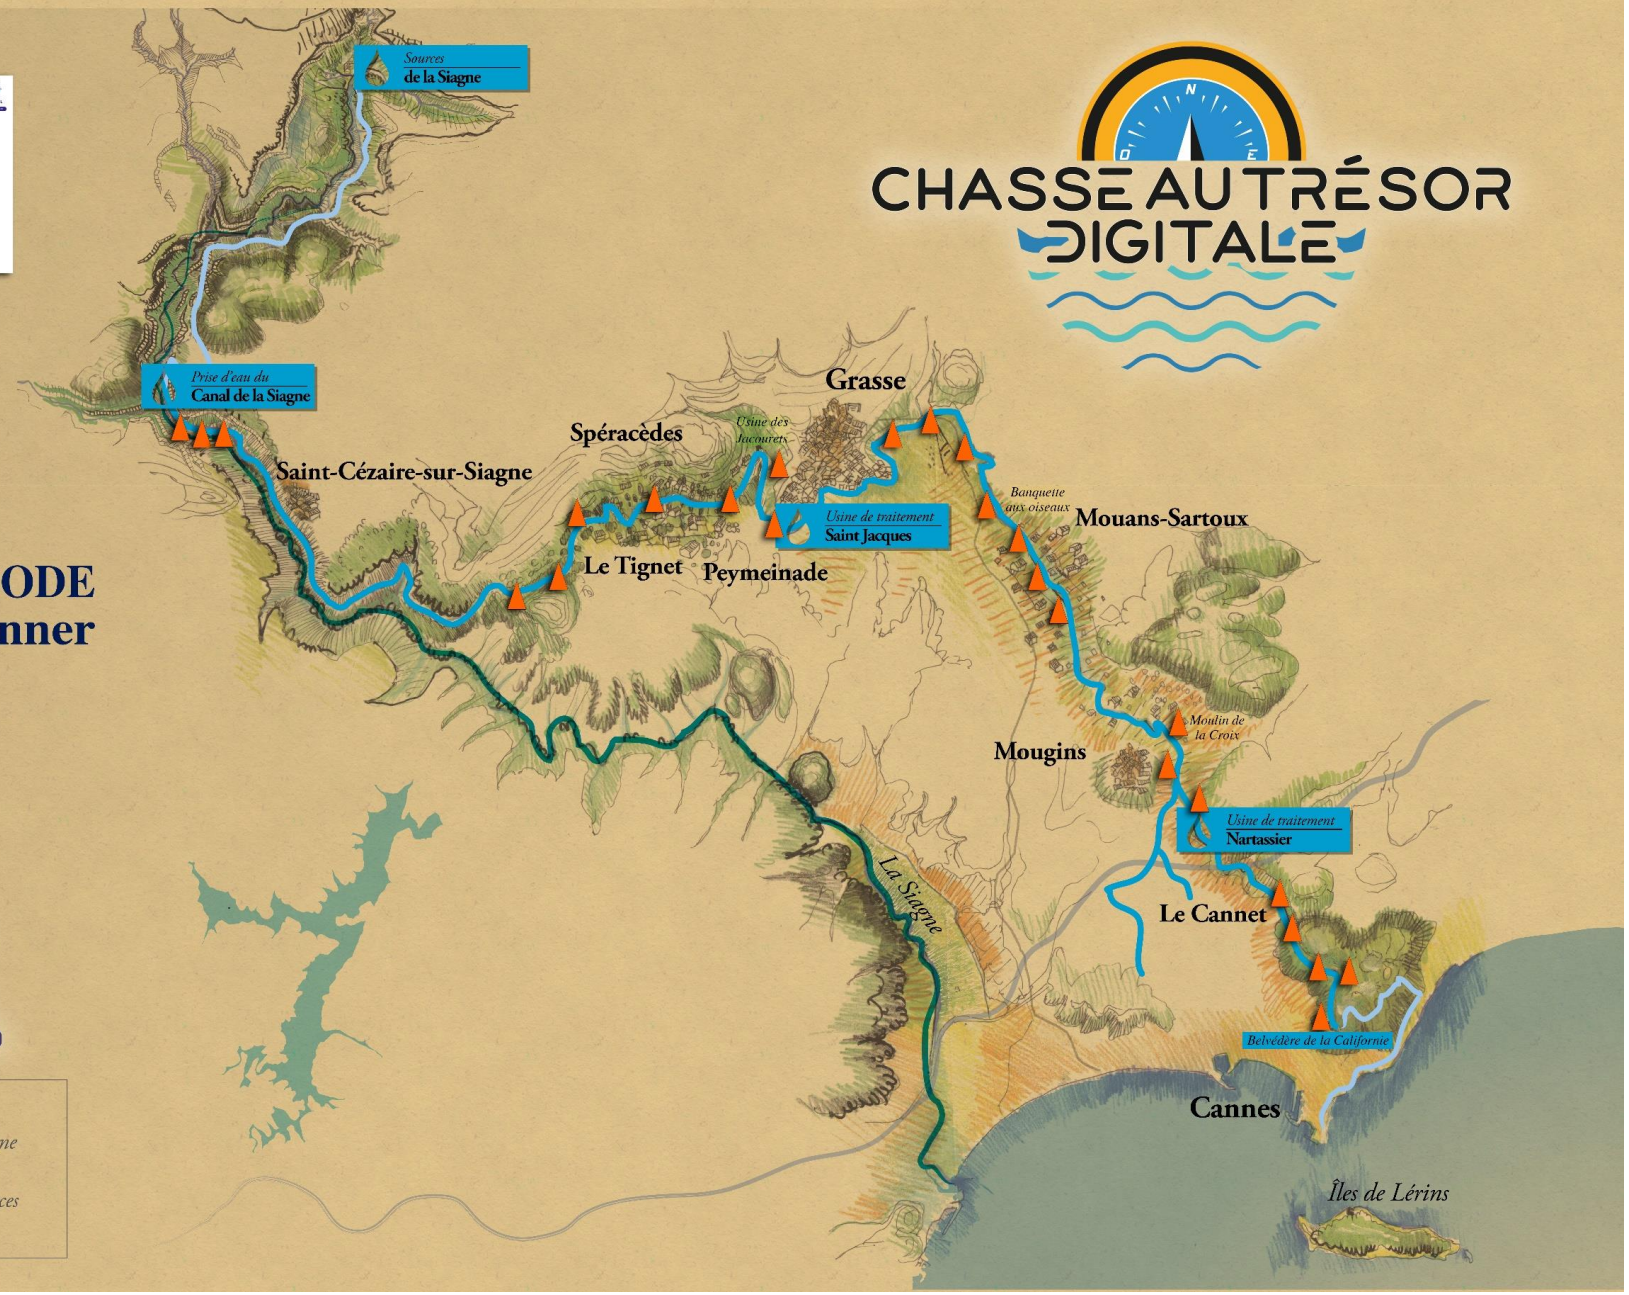 Sources
de la Siagne
N
O
E
CHASSE AU TRÉSOR
DIGITALE
Prise d'eau du
Canal de la Siagne
Grasse
Spéracèdes
Usine des
Jacourets
Saint-Cézaire-sur-Siagne
Banquette
aux oiseaux
Mouans-Sartoux
Usine de traitement
Saint Jacques
Le Tignet
Peymeinade
ODE
nner
Moulin de
la Croix
Mougins
Usine de traitement
Nartassier
La Siagne
Le Cannet
Belvédère de la Californie
Cannes
ne
ces
Îles de Lérins